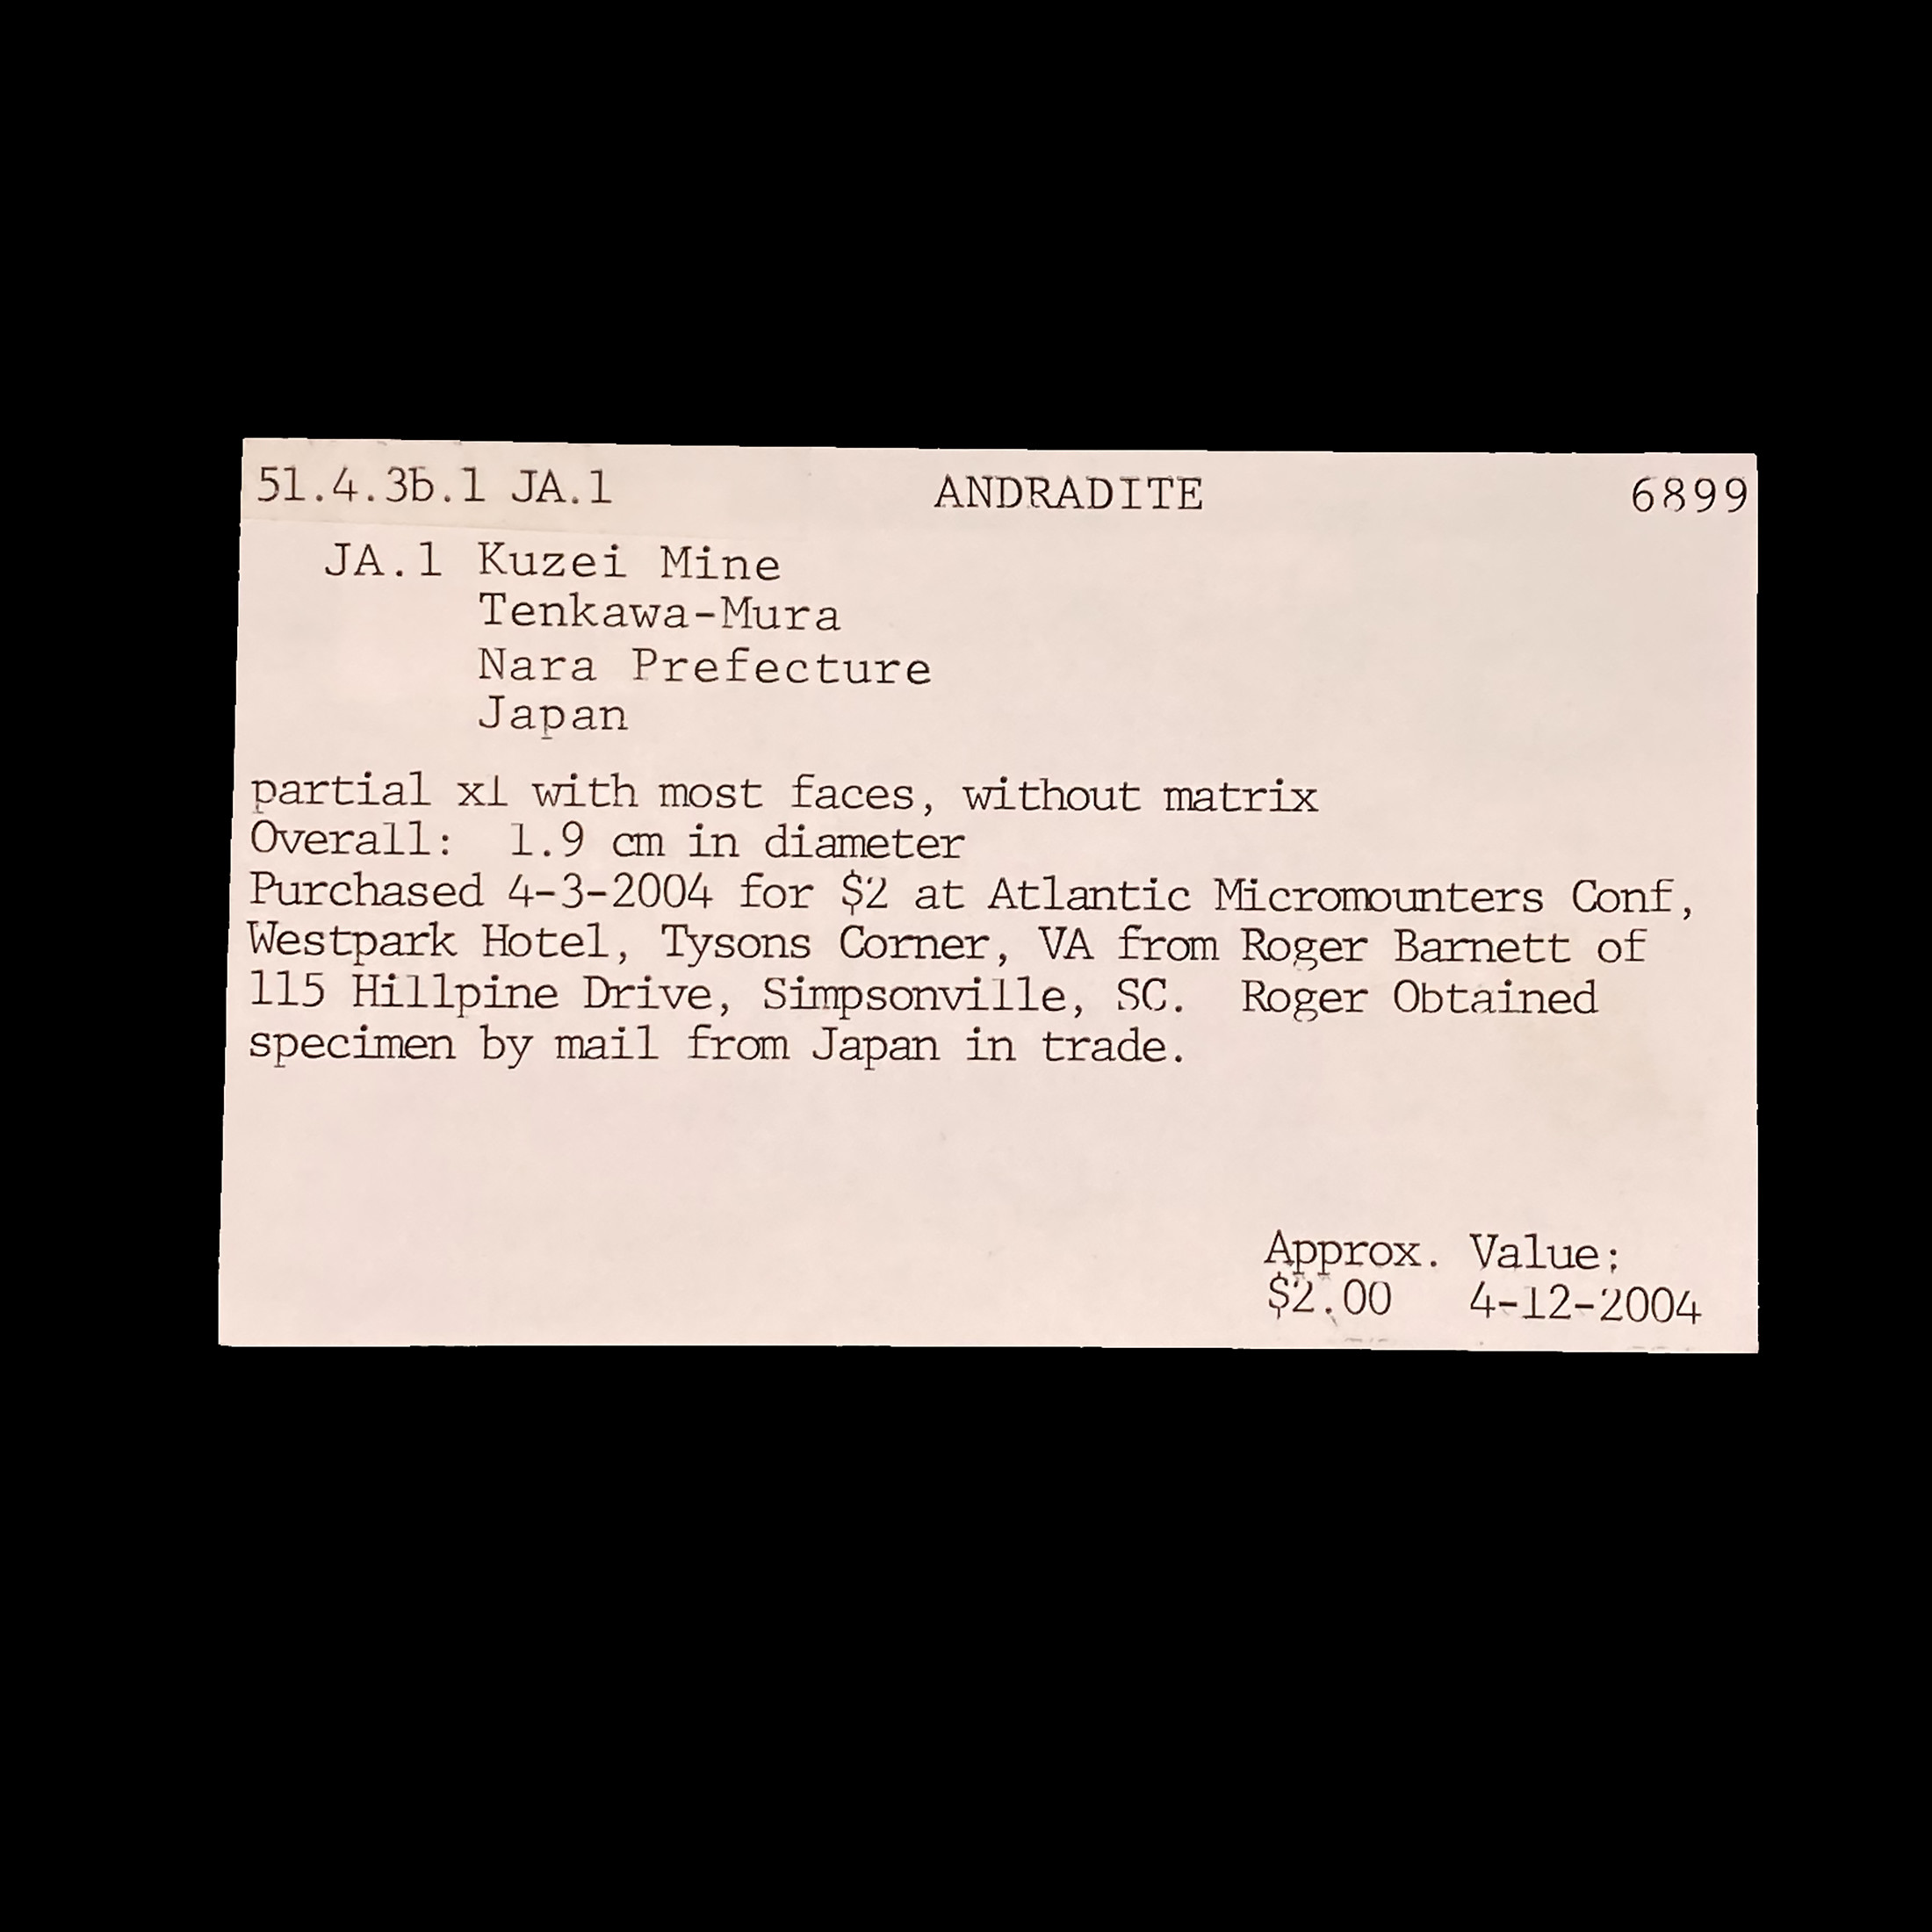 51.4.3b.1 JA.1 ANDRADITE 6899
JA.1 Kuzei Mine
Tenkawa-Mura
Nara Prefecture
Japan
partial xl with most faces, without matrix
Overall: 1.9 cm in diameter
Purchased 4-3-2004 for $2 at Atlantic Micromounters Conf,
Westpark Hotel, Tysons Corner, VA from Roger Barnett of
115 Hillpine Drive, Simpsonville, SC. Roger Obtained
specimen by mail from Japan in trade.
Approx. Value:
$2.00 4-12-2004